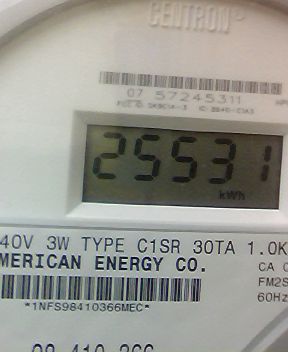 CENTRON
07 57245311
25531
kWh
40V 3W TYPE C1SR 30TA 1.0K
MERICAN ENERGY CO.
CA 0
FM2S
60Hz
*1NFS98410366MEC*